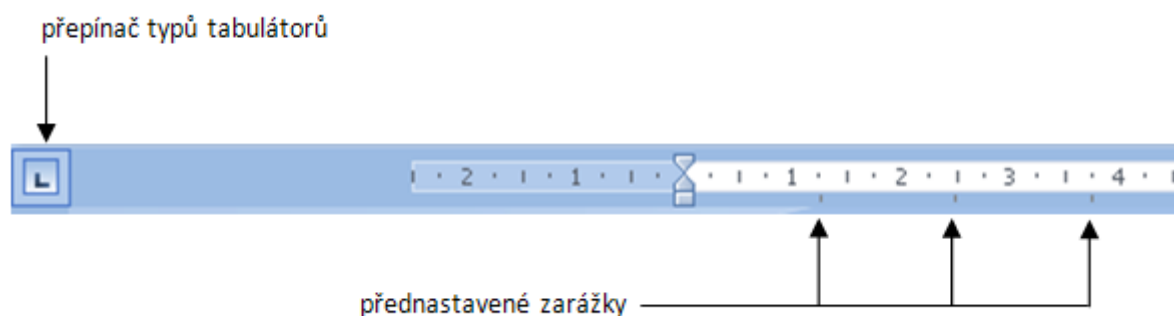 přepínač typů tabulátorů
L
2 1 1 2 3 4
přednastavené zarážky